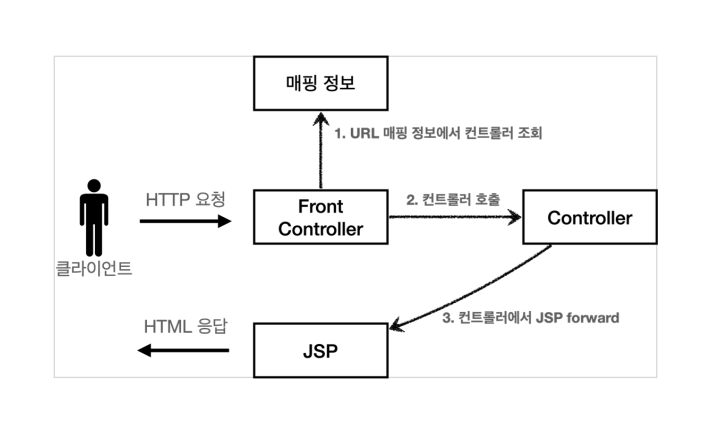 매핑 정보
1. URL 매핑 정보에서 컨트롤러 조회
HTTP 요청
Front
Controller
2. 컨트롤러 호출
Controller
클라이언트
3. 컨트롤러에서 JSP forward
HTML 응답
JSP